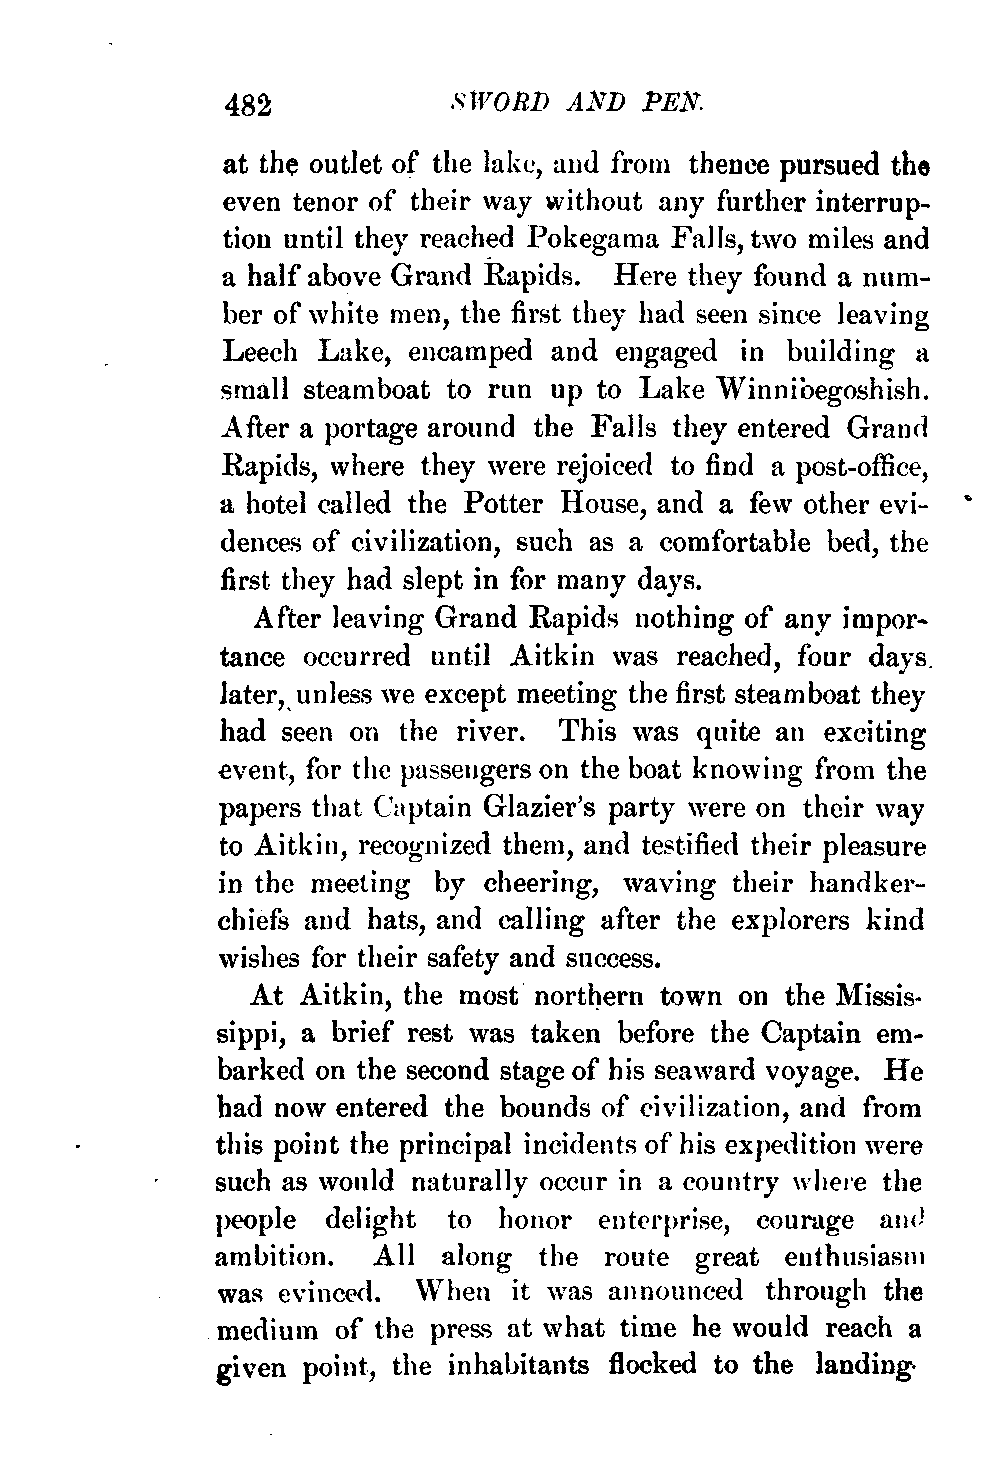 482 SWORD AND PEN.
at the outlet of the lake, and from thence pursued the
even tenor of their way without any further interrup-
tion until they reached Pokegama Falls, two miles and
a half above Grand Rapids. Here they found a num-
ber of white men, the first they had seen since leaving
Leech Lake, encamped and engaged in building a
small steamboat to run up to Lake Winnibegoshish.
After a portage around the Falls they entered Grand
Rapids, where they were rejoiced to find a post-office,
a hotel called the Potter House, and a few other evi-
dences of civilization, such as a comfortable bed, the
first they had slept in for many days.
After leaving Grand Rapids nothing of any impor-
tance occurred until Aitkin was reached, four days
later, unless we except meeting the first steamboat they
had seen on the river. This was quite an exciting
event, for the passengers on the boat knowing from the
papers that Captain Glazier's party were on their way
to Aitkin, recognized them, and testified their pleasure
in the meeting by cheering, waving their handker-
chiefs and hats, and calling after the explorers kind
wishes for their safety and success.
At Aitkin, the most northern town on the Missis-
sippi, a brief rest was taken before the Captain em-
barked on the second stage of his seaward voyage. He
had now entered the bounds of civilization, and from
this point the principal incidents of his expedition were
such as would naturally occur in a country where the
people delight to honor enterprise, courage and
ambition. All along the route great enthusiasm
was evinced. When it was announced through the
medium of the press at what time he would reach a
given point, the inhabitants flocked to the landing-